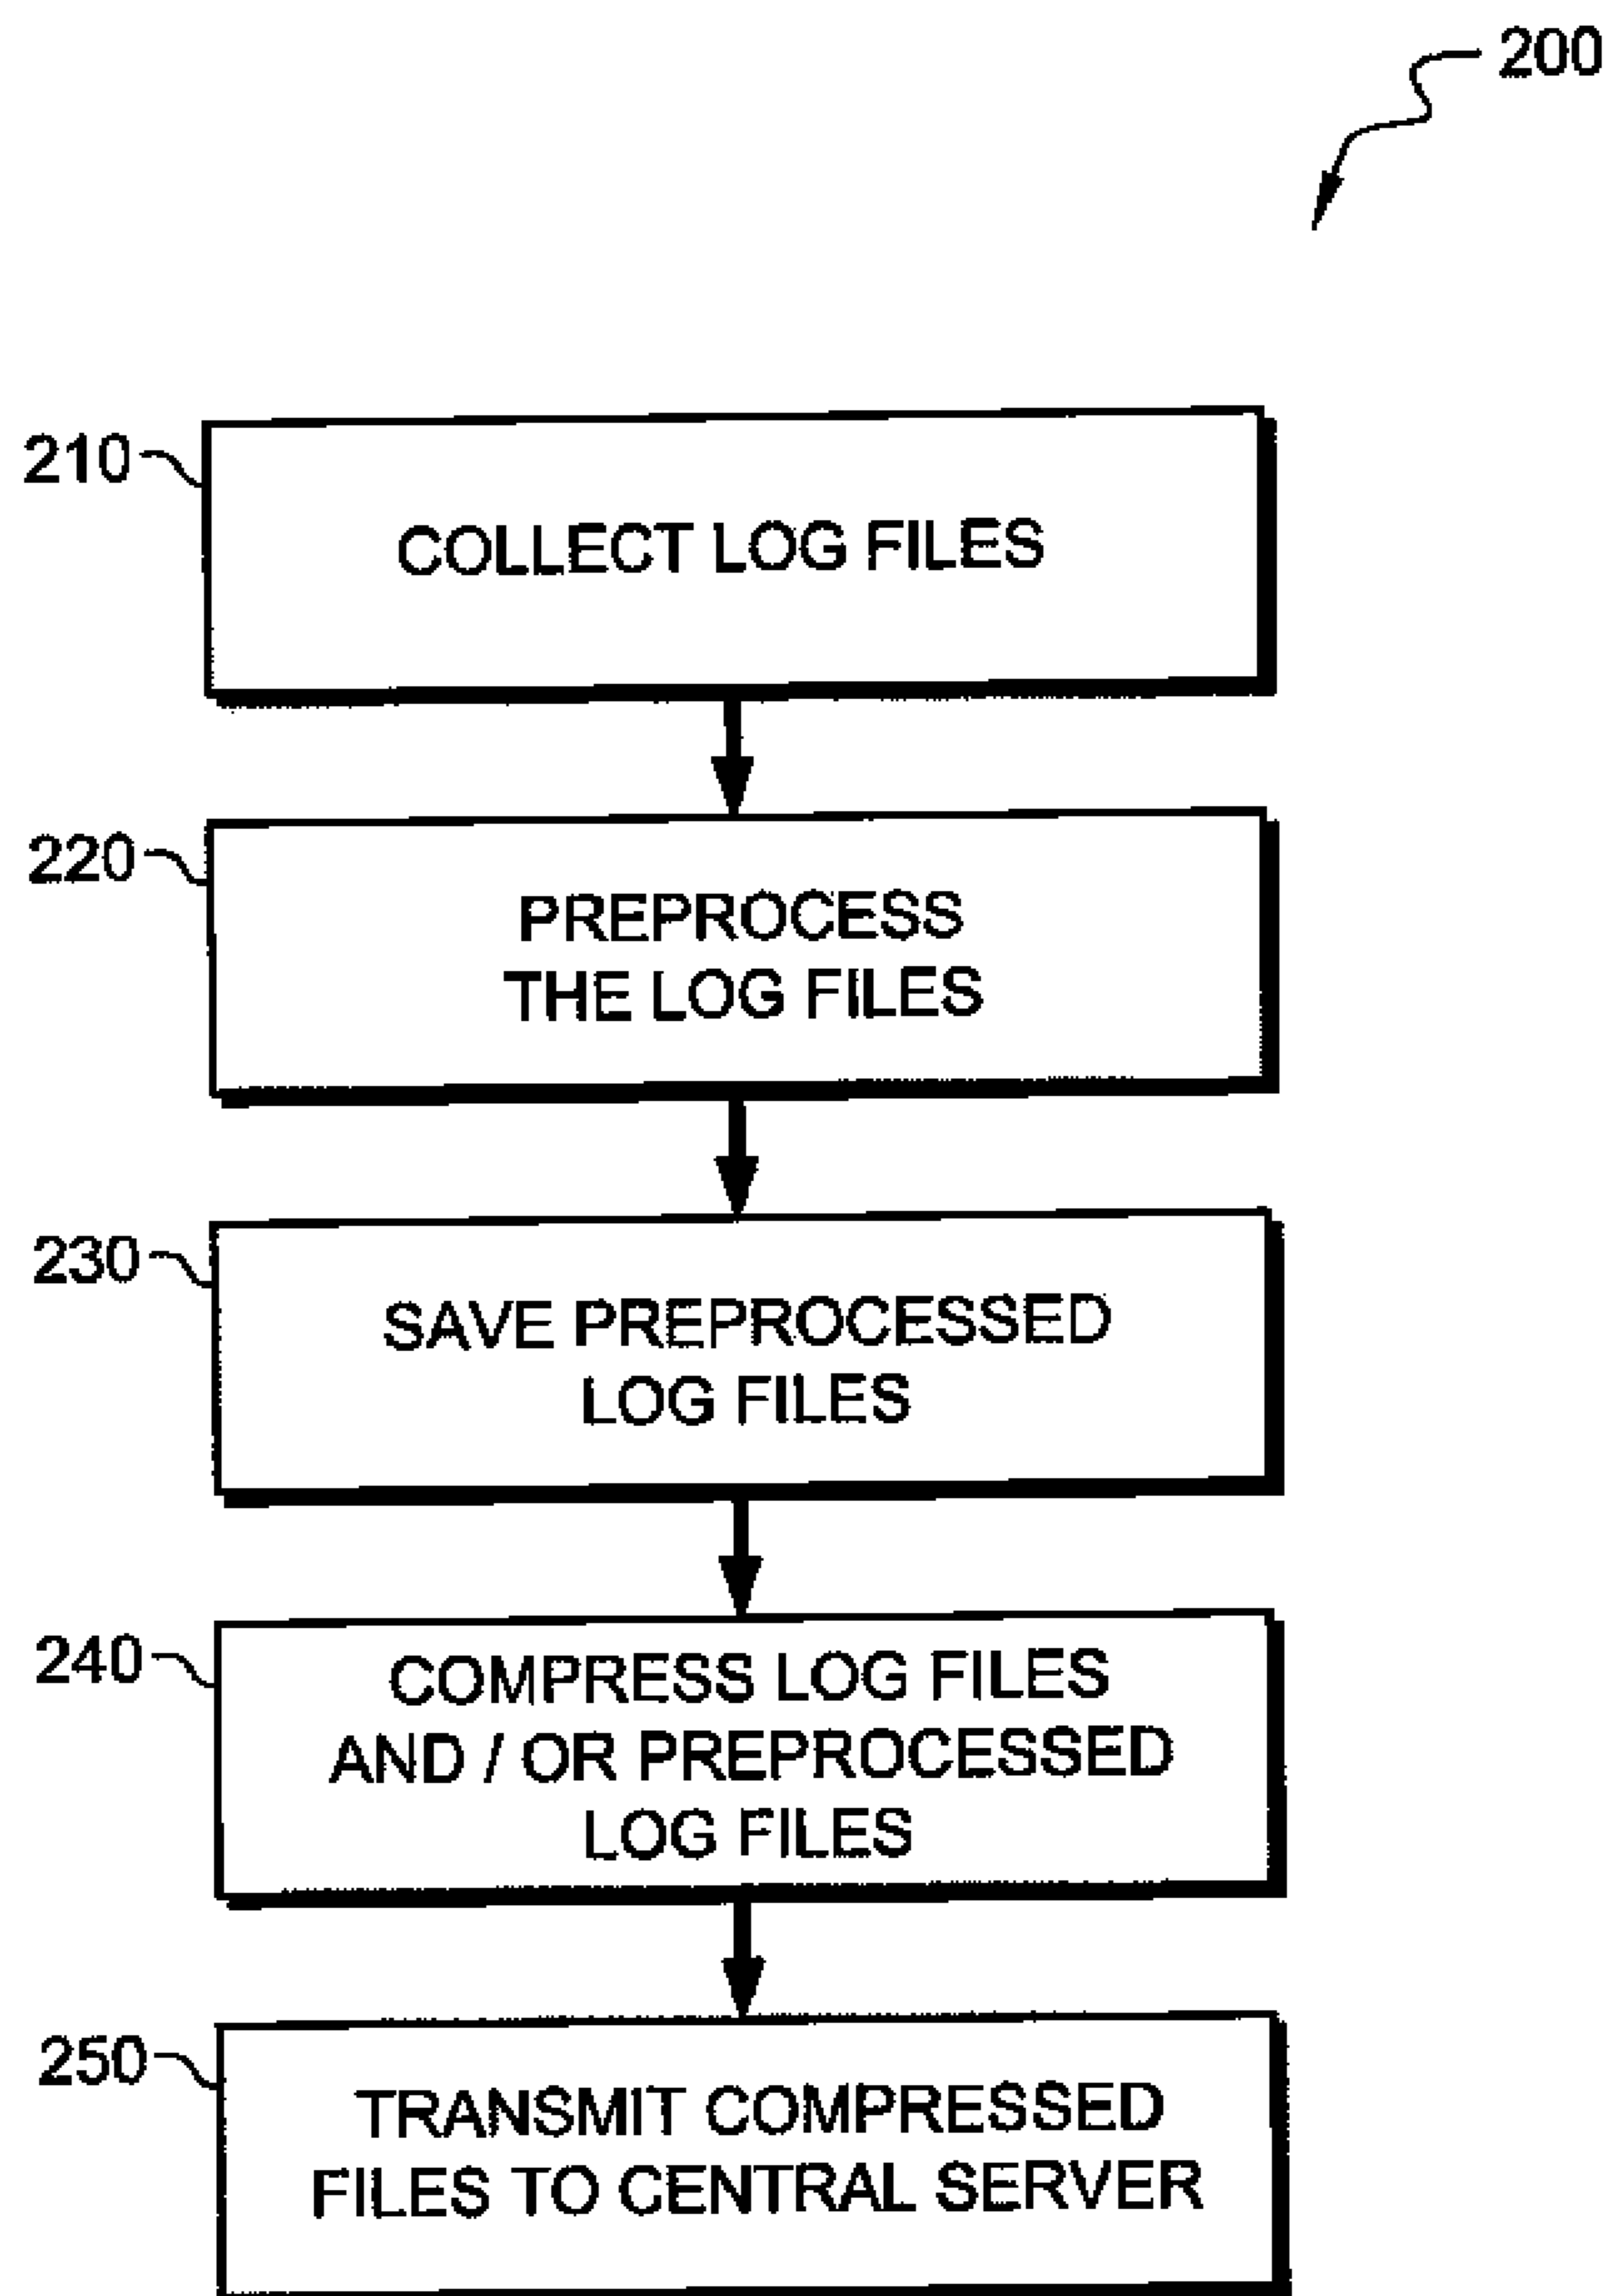 200
210
COLLECT LOG FILES
220
PREPROCESS
THE LOG FILES
230
SAVE PREPROCESSED
LOG FILES
240
COMPRESS LOG FILES
AND / OR PREPROCESSED
LOG FILES
250
TRANSMIT COMPRESSED
FILES TO CENTRAL SERVER